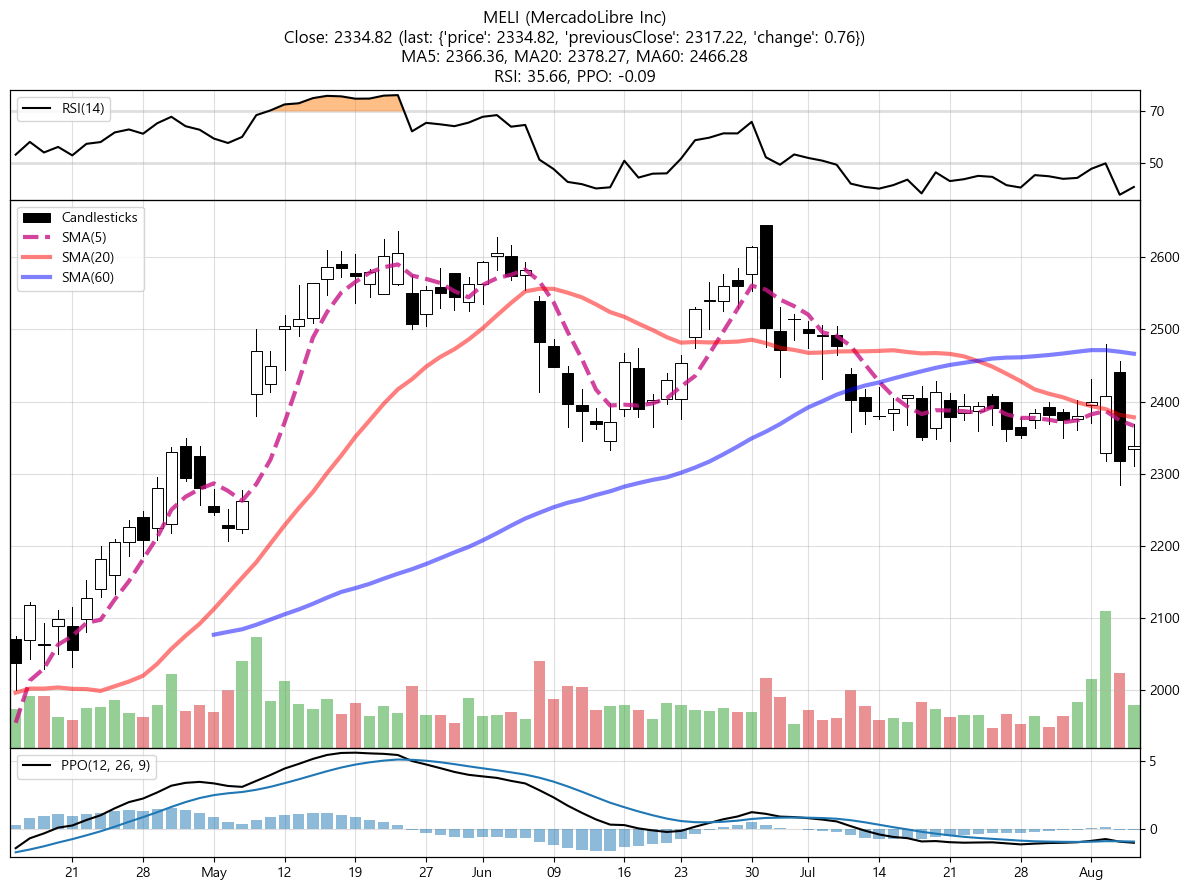 MELI (MercadoLibre Inc)
Close: 2334.82 (last: {'price': 2334.82, 'previousClose': 2317.22, 'change': 0.76})
MA5: 2366.36, MA20: 2378.27, MA60: 2466.28
RSI: 35.66, PPO: -0.09
RSI(14)
70
50
Candlesticks
SMA(5)
SMA(20)
SMA(60)
2600
2500
2400
2300
2200
2100
2000
PPO(12, 26, 9)
5
0
21 28 May 12 19 27 Jun 09 16 23 30 Jul 14 21 28 Aug